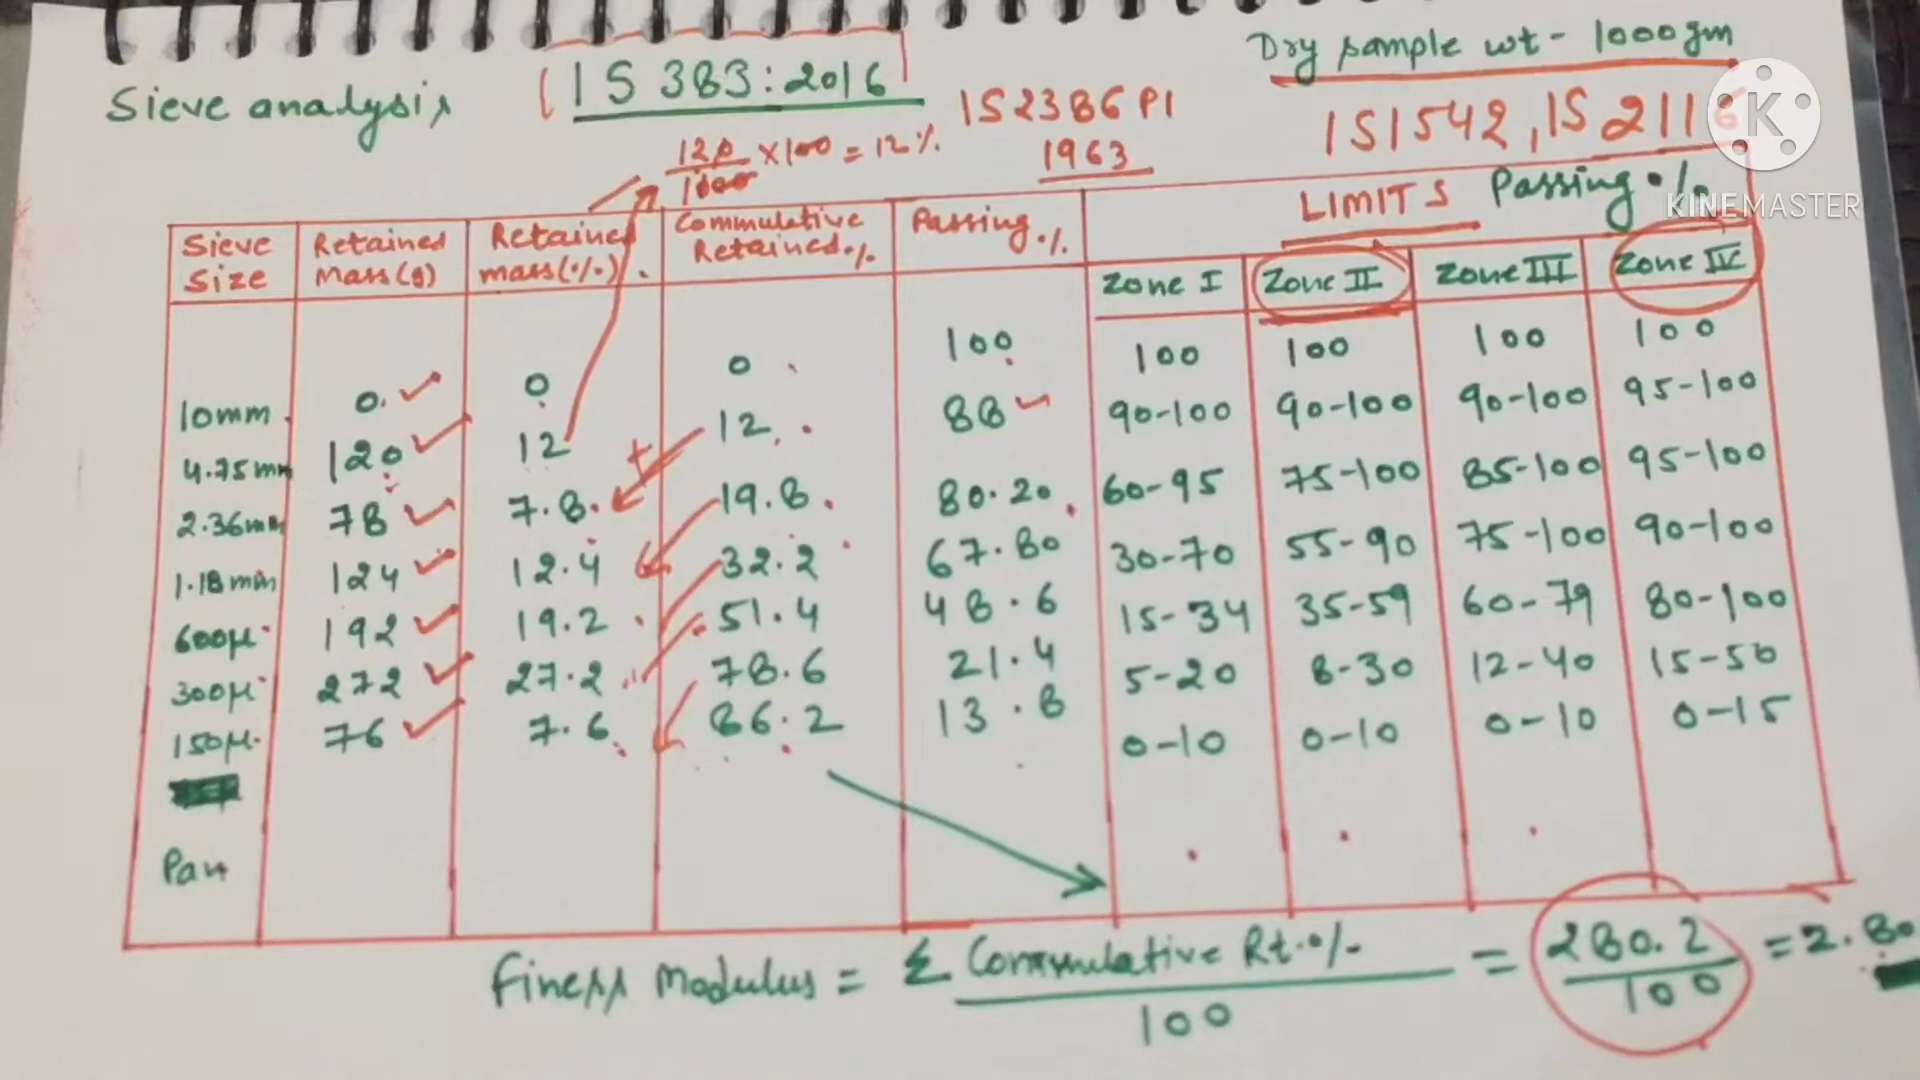 Sieve analysis
IS 383:2016
Dry sample wt - 1000gm
IS 2386 P1
1963
IS1542, IS 2116
120/1000 x100 = 12%
K
KINEMASTER
Sieve Size | Retained Mass(g) | Retained mass(%) | Commulative Retained% | Passing% | LIMITS Passing %
Zone I | Zone II | Zone III | Zone IV
10mm | 0 | 0 | 0 | 100 | 100 | 100 | 100 | 100
4.75mm | 120 | 12 | 12 | 88 | 90-100 | 90-100 | 90-100 | 95-100
2.36mm | 78 | 7.8 | 19.8 | 80.20 | 60-95 | 75-100 | 85-100 | 95-100
1.18mm | 124 | 12.4 | 32.2 | 67.80 | 30-70 | 55-90 | 75-100 | 90-100
600μ | 192 | 19.2 | 51.4 | 48.6 | 15-34 | 35-59 | 60-79 | 80-100
300μ | 272 | 27.2 | 78.6 | 21.4 | 5-20 | 8-30 | 12-40 | 15-50
150μ | 76 | 7.6 | 86.2 | 13.8 | 0-10 | 0-10 | 0-10 | 0-15
Pan
Finess Modulus = Σ Commulative Rt.% / 100 = 280.2 / 100 = 2.80